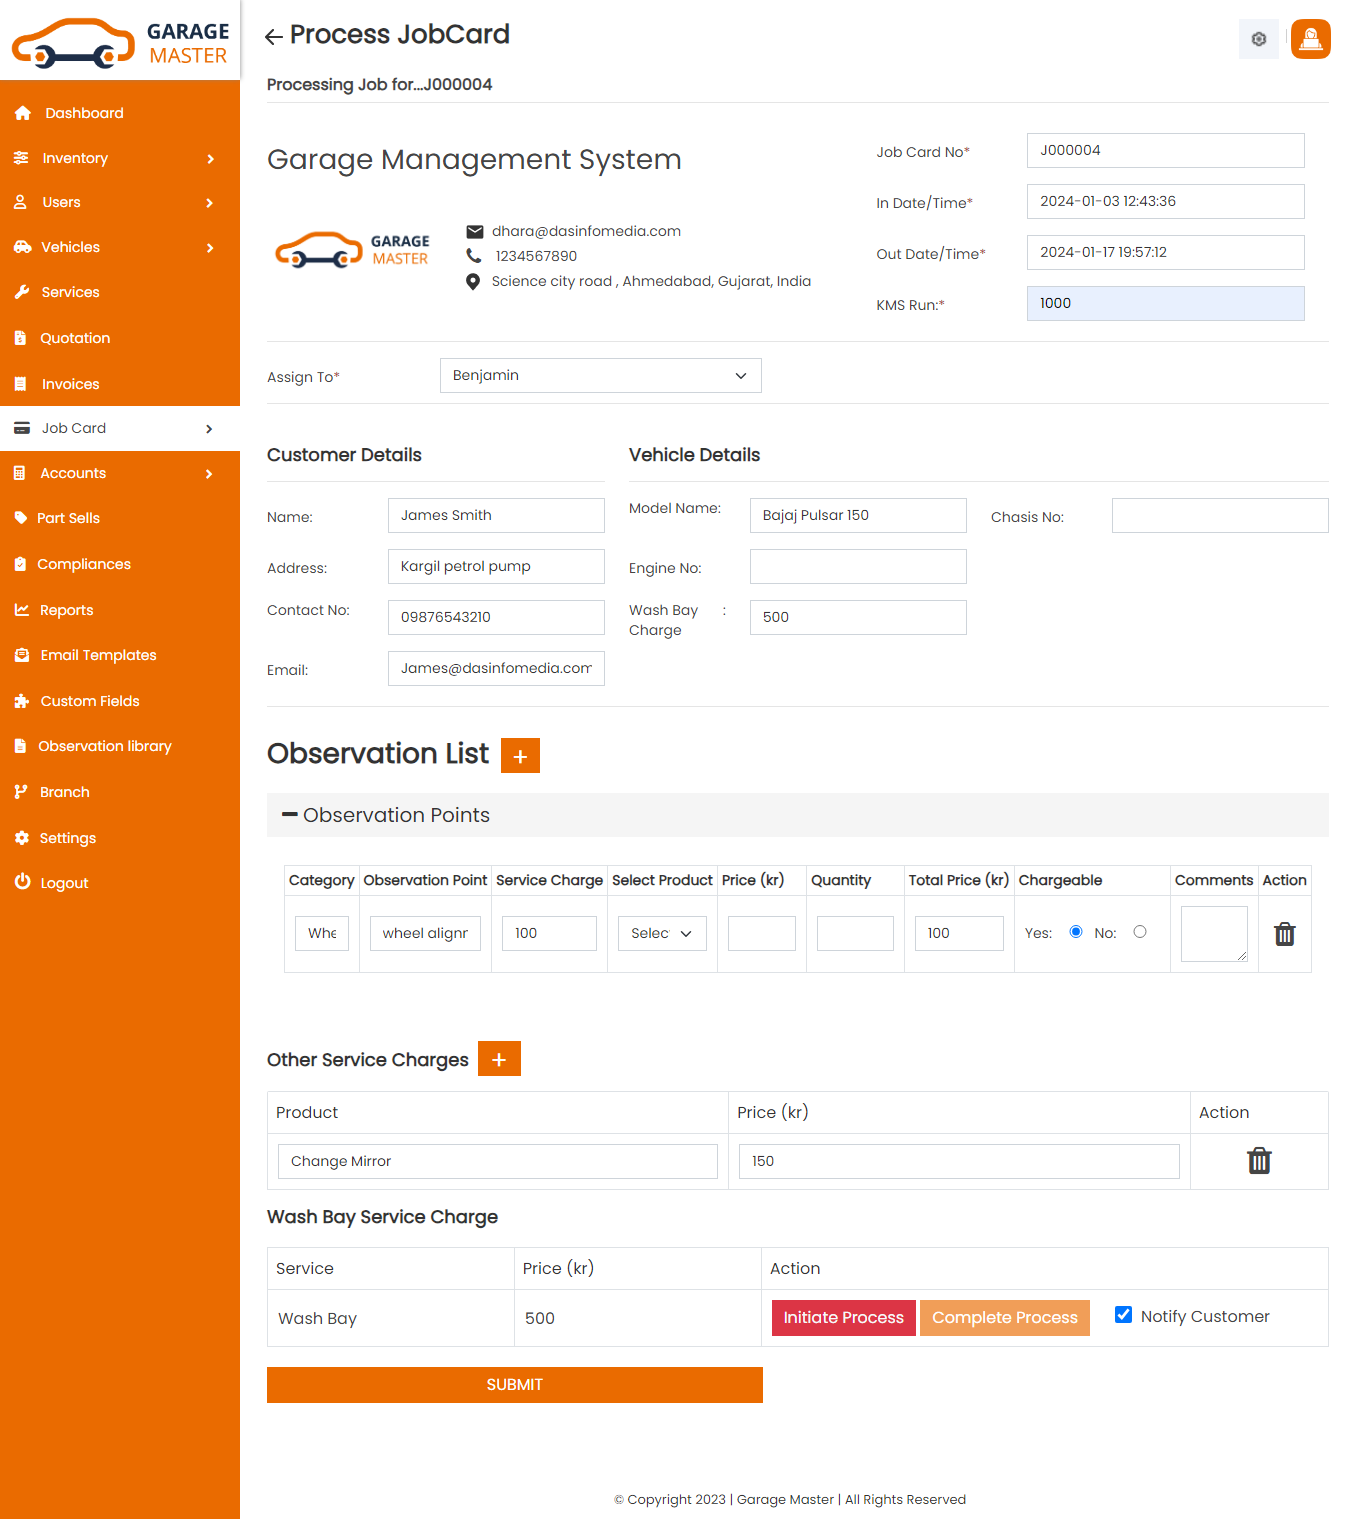 GARAGE
MASTER
Dashboard
Inventory
Users
Vehicles
Services
Quotation
Invoices
Job Card
Accounts
Part Sells
Compliances
Reports
Email Templates
Custom Fields
Observation library
Branch
Settings
Logout
Process JobCard
Processing Job for...J000004
Garage Management System
GARAGE
MASTER
dhara@dasinfomedia.com
1234567890
Science city road , Ahmedabad, Gujarat, India
Job Card No* J000004
In Date/Time* 2024-01-03 12:43:36
Out Date/Time* 2024-01-17 19:57:12
KMS Run:* 1000
Assign To* Benjamin
Customer Details
Name: James Smith
Address: Kargil petrol pump
Contact No: 09876543210
Email: James@dasinfomedia.com
Vehicle Details
Model Name: Bajaj Pulsar 150 Chasis No:
Engine No:
Wash Bay : 500
Charge
Observation List +
Observation Points
Category Observation Point Service Charge Select Product Price (kr) Quantity Total Price (kr) Chargeable Comments Action
Whe wheel alignr 100 Selec 100 Yes: No:
Other Service Charges +
Product Price (kr) Action
Change Mirror 150
Wash Bay Service Charge
Service Price (kr) Action
Wash Bay 500 Initiate Process Complete Process Notify Customer
SUBMIT
© Copyright 2023 | Garage Master | All Rights Reserved